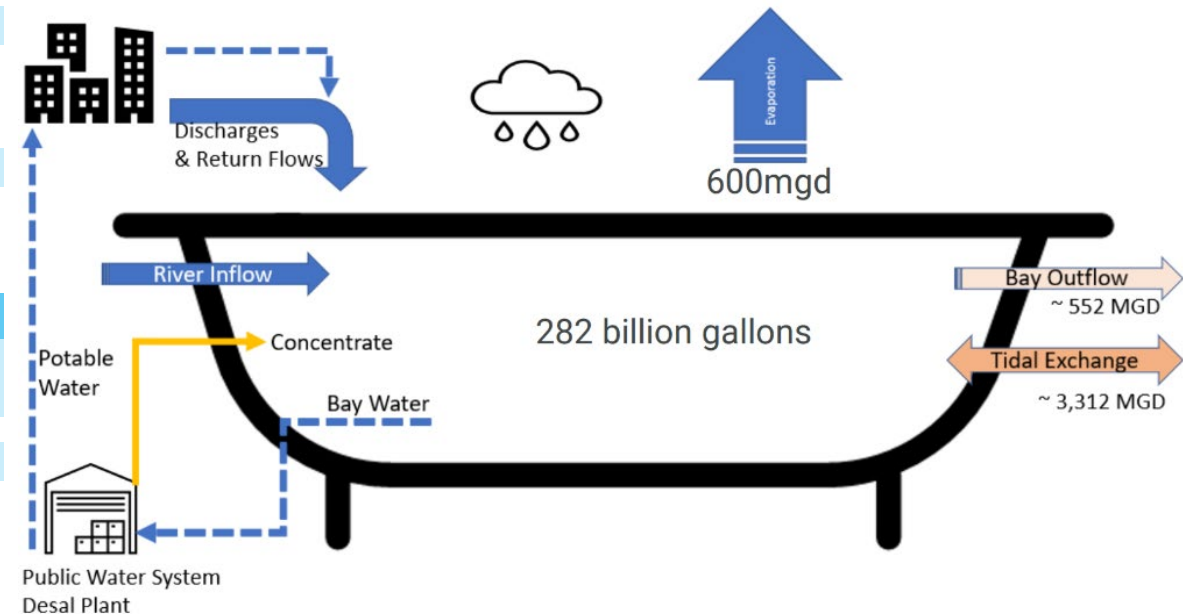 Discharges
& Return Flows
Evaporation
600mgd
River Inflow
Bay Outflow
~ 552 MGD
282 billion gallons
Concentrate
Tidal Exchange
~ 3,312 MGD
Potable
Water
Bay Water
Public Water System
Desal Plant